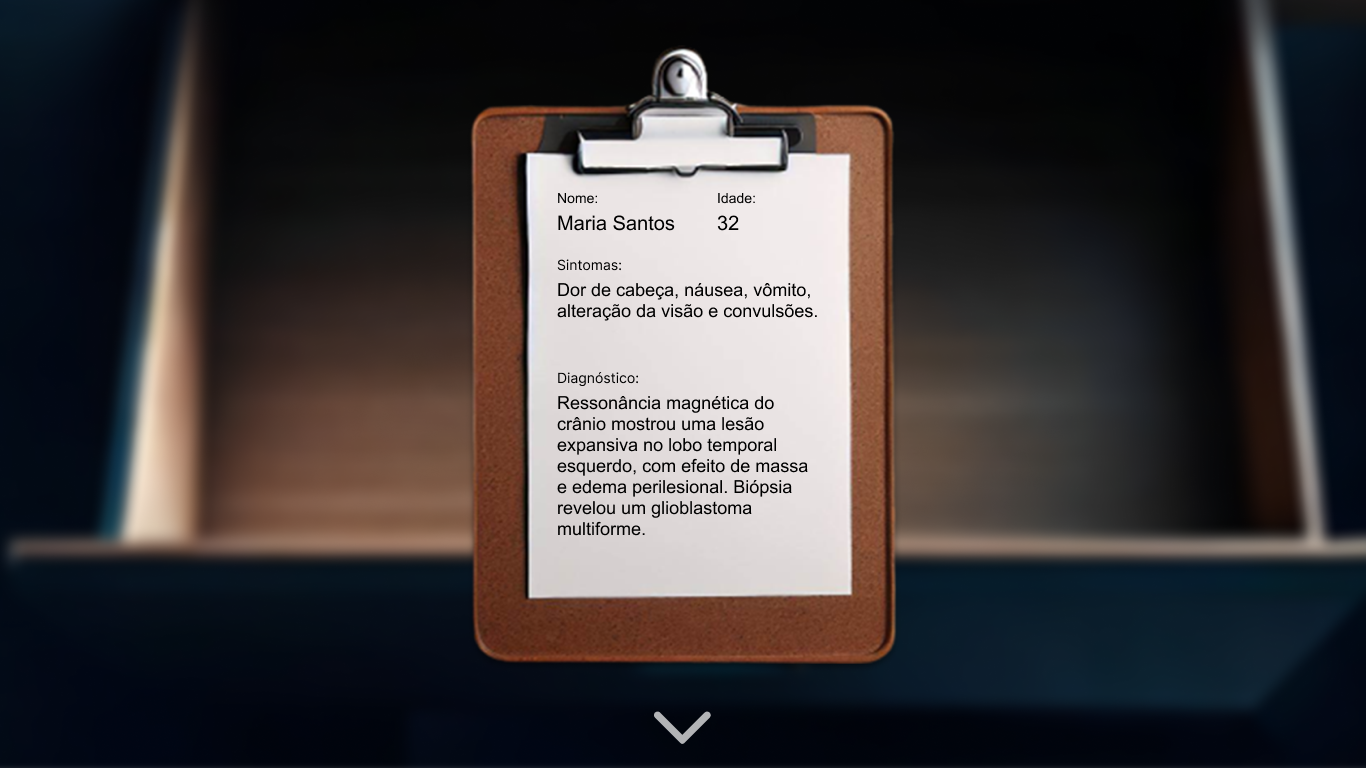 Nome: Idade:
Maria Santos 32
Sintomas:
Dor de cabeça, náusea, vômito,
alteração da visão e convulsões.
Diagnóstico:
Ressonância magnética do
crânio mostrou uma lesão
expansiva no lobo temporal
esquerdo, com efeito de massa
e edema perilesional. Biópsia
revelou um glioblastoma
multiforme.